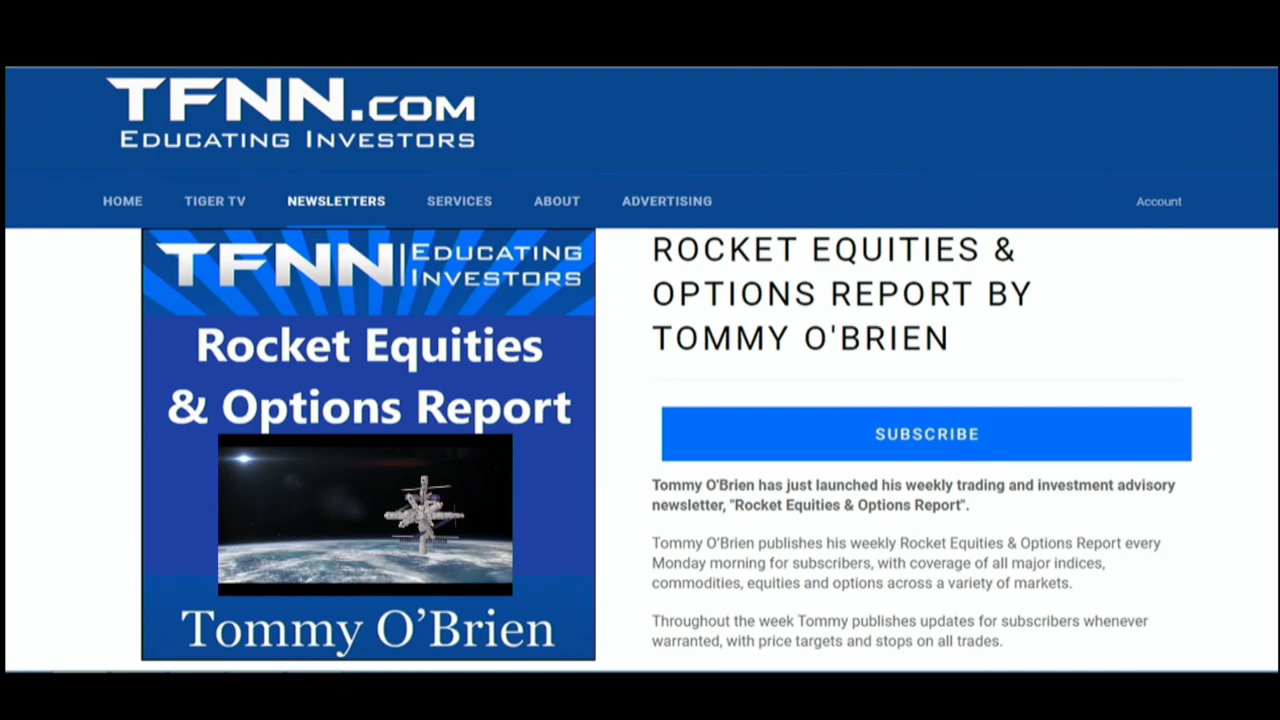 TFNN.COM
EDUCATING INVESTORS
HOME TIGER TV NEWSLETTERS SERVICES ABOUT ADVERTISING Account
TFNN EDUCATING
INVESTORS
Rocket Equities
& Options Report
Tommy O’Brien
ROCKET EQUITIES &
OPTIONS REPORT BY
TOMMY O'BRIEN
SUBSCRIBE
Tommy O'Brien has just launched his weekly trading and investment advisory
newsletter, "Rocket Equities & Options Report".
Tommy O’Brien publishes his weekly Rocket Equities & Options Report every
Monday morning for subscribers, with coverage of all major indices,
commodities, equities and options across a variety of markets.
Throughout the week Tommy publishes updates for subscribers whenever
warranted, with price targets and stops on all trades.